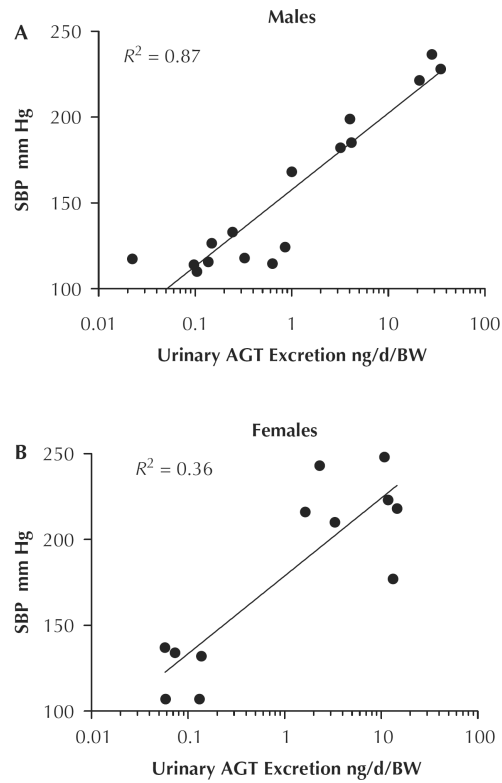 A
Males
R² = 0.87
250
200
150
100
SBP mm Hg
0.01 0.1 1 10 100
Urinary AGT Excretion ng/d/BW
B
Females
R² = 0.36
250
200
150
100
SBP mm Hg
0.01 0.1 1 10 100
Urinary AGT Excretion ng/d/BW